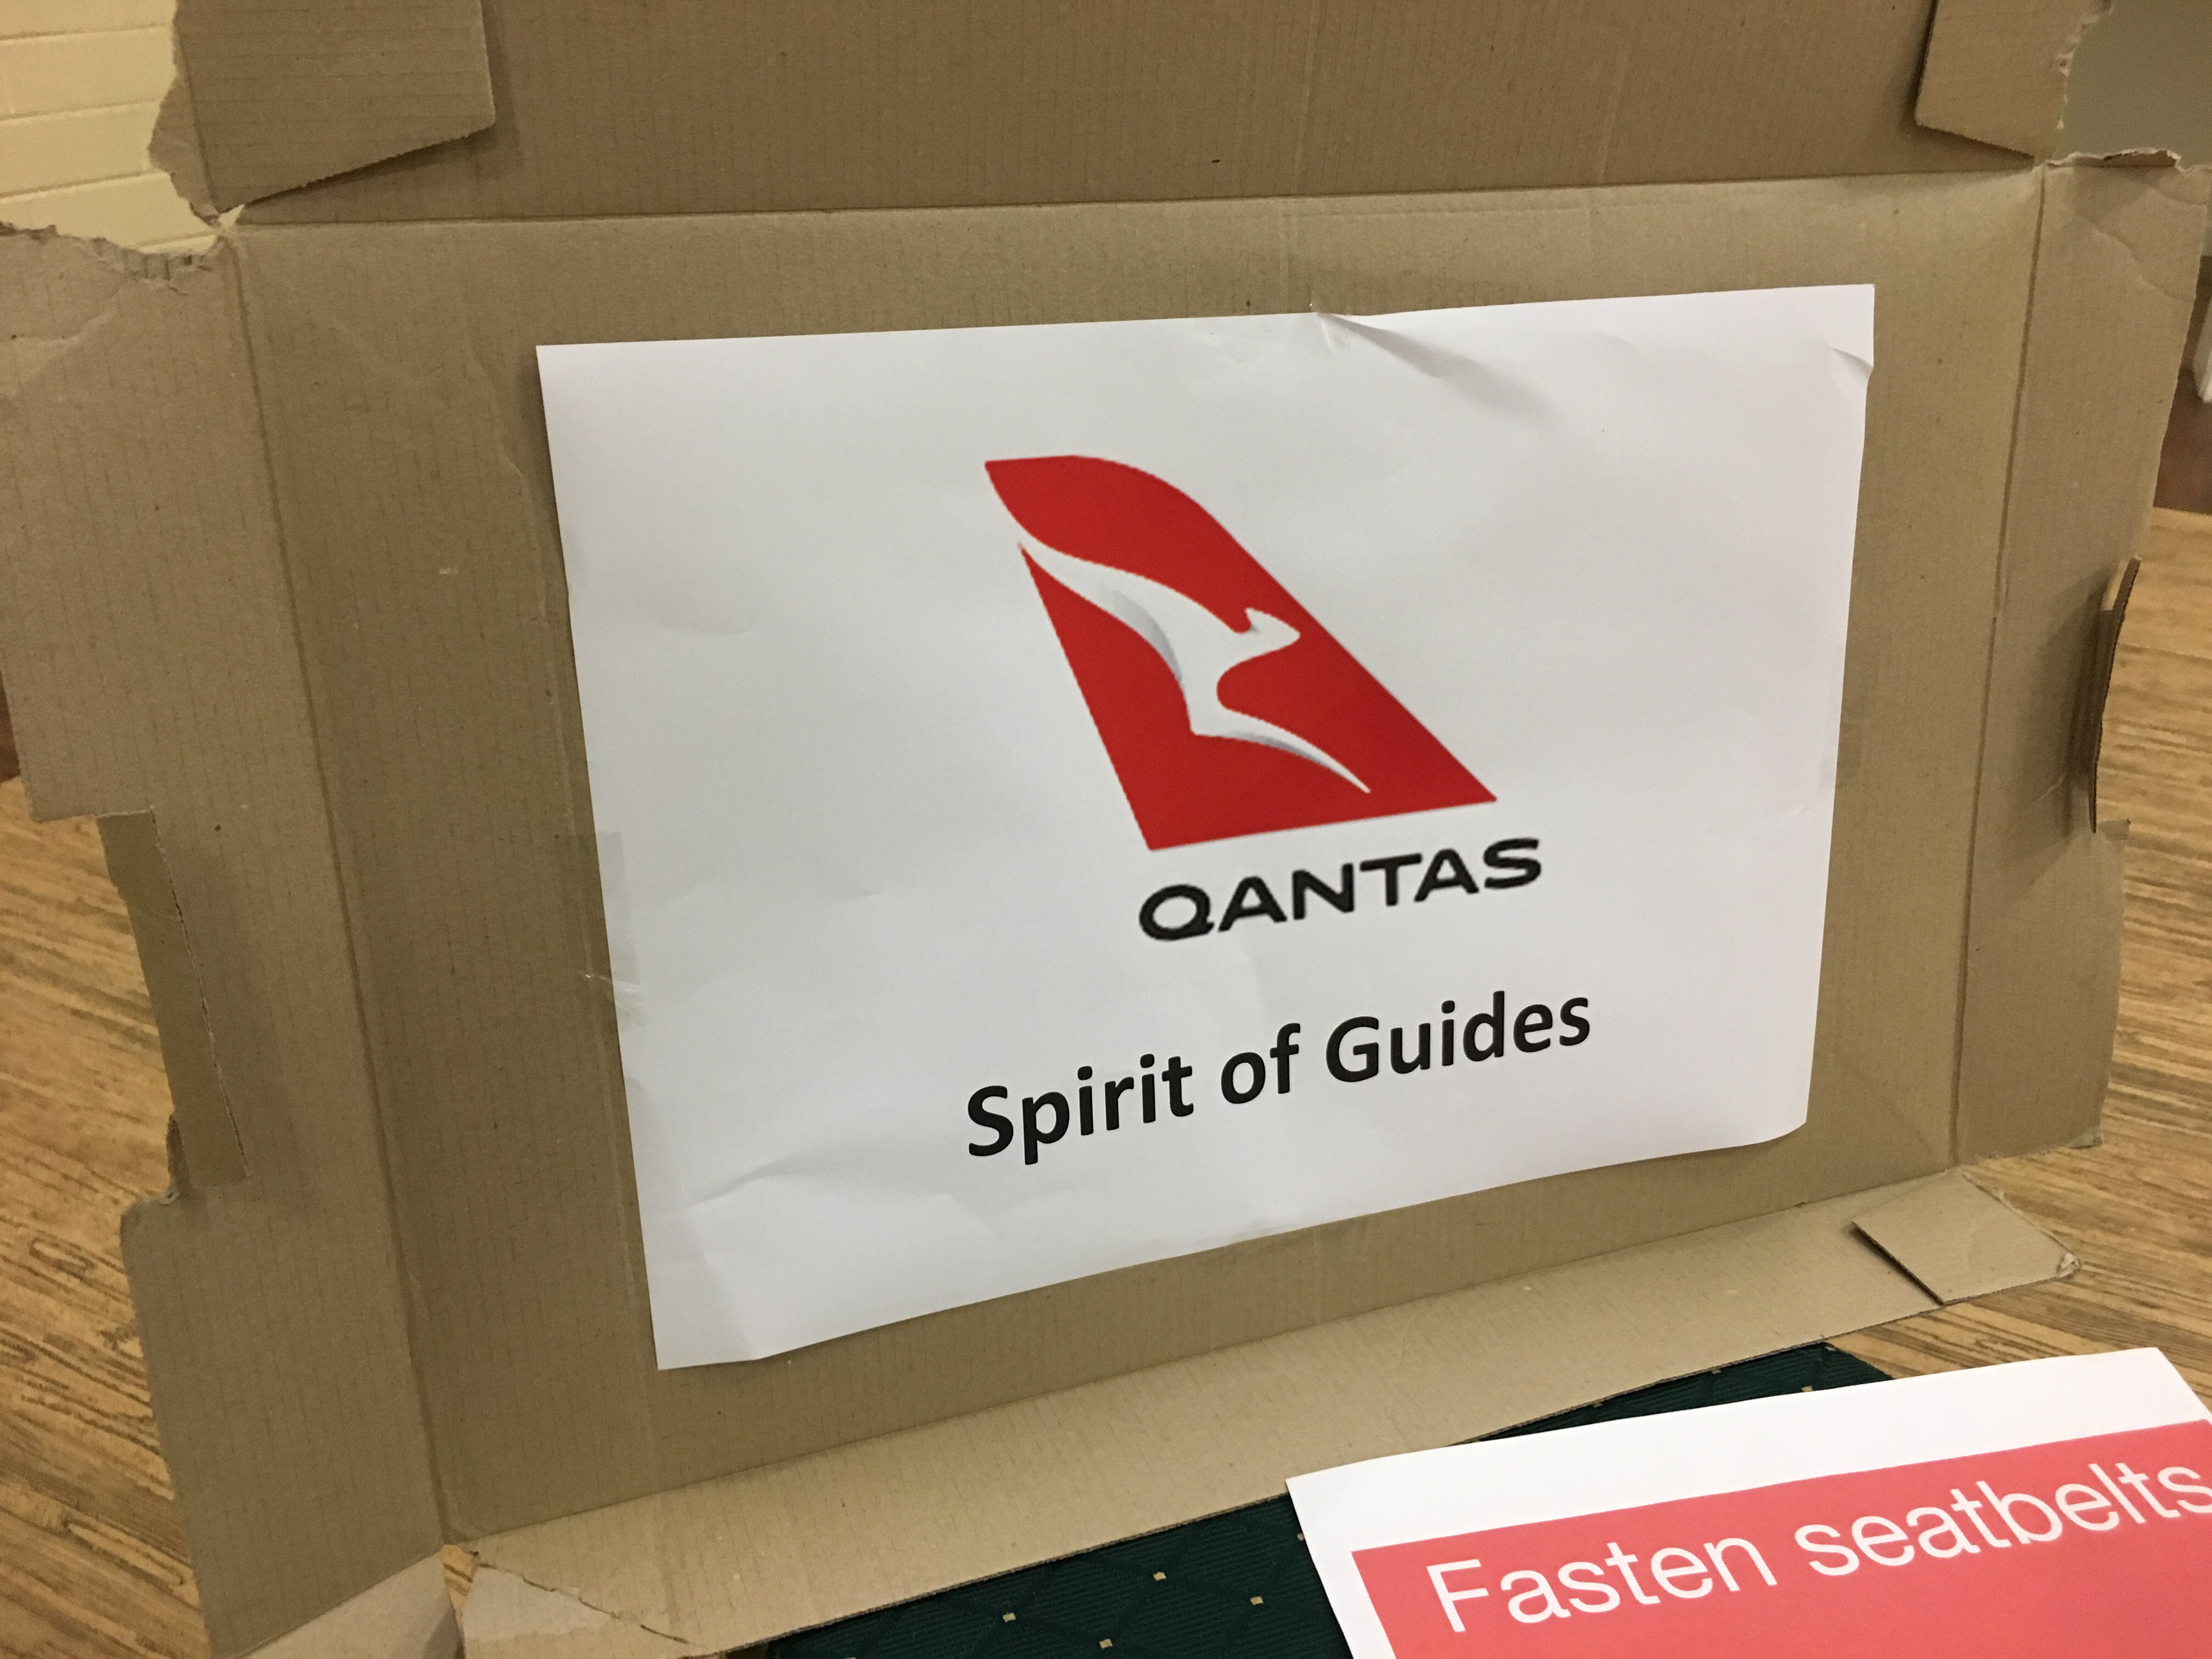 QANTAS
Spirit of Guides
Fasten seatbelts